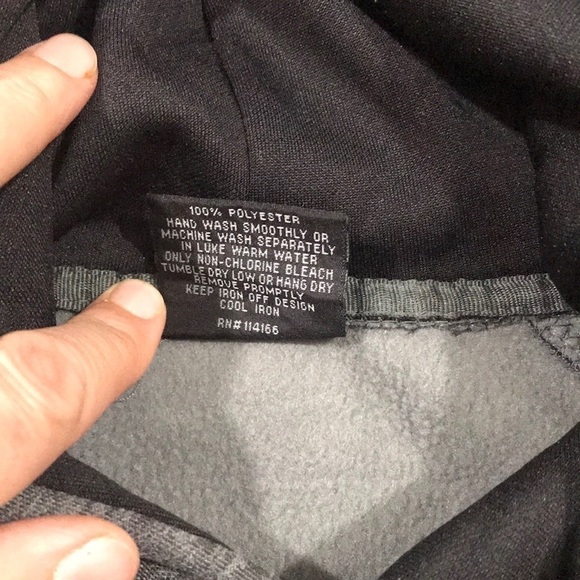 100% POLYESTER
HAND WASH SMOOTHLY OR
MACHINE WASH SEPARATELY
IN LUKE WARM WATER
ONLY NON-CHLORINE BLEACH
TUMBLE DRY LOW OR HANG DRY
REMOVE PROMPTLY
KEEP IRON OFF DESIGN
COOL IRON
RN#114166